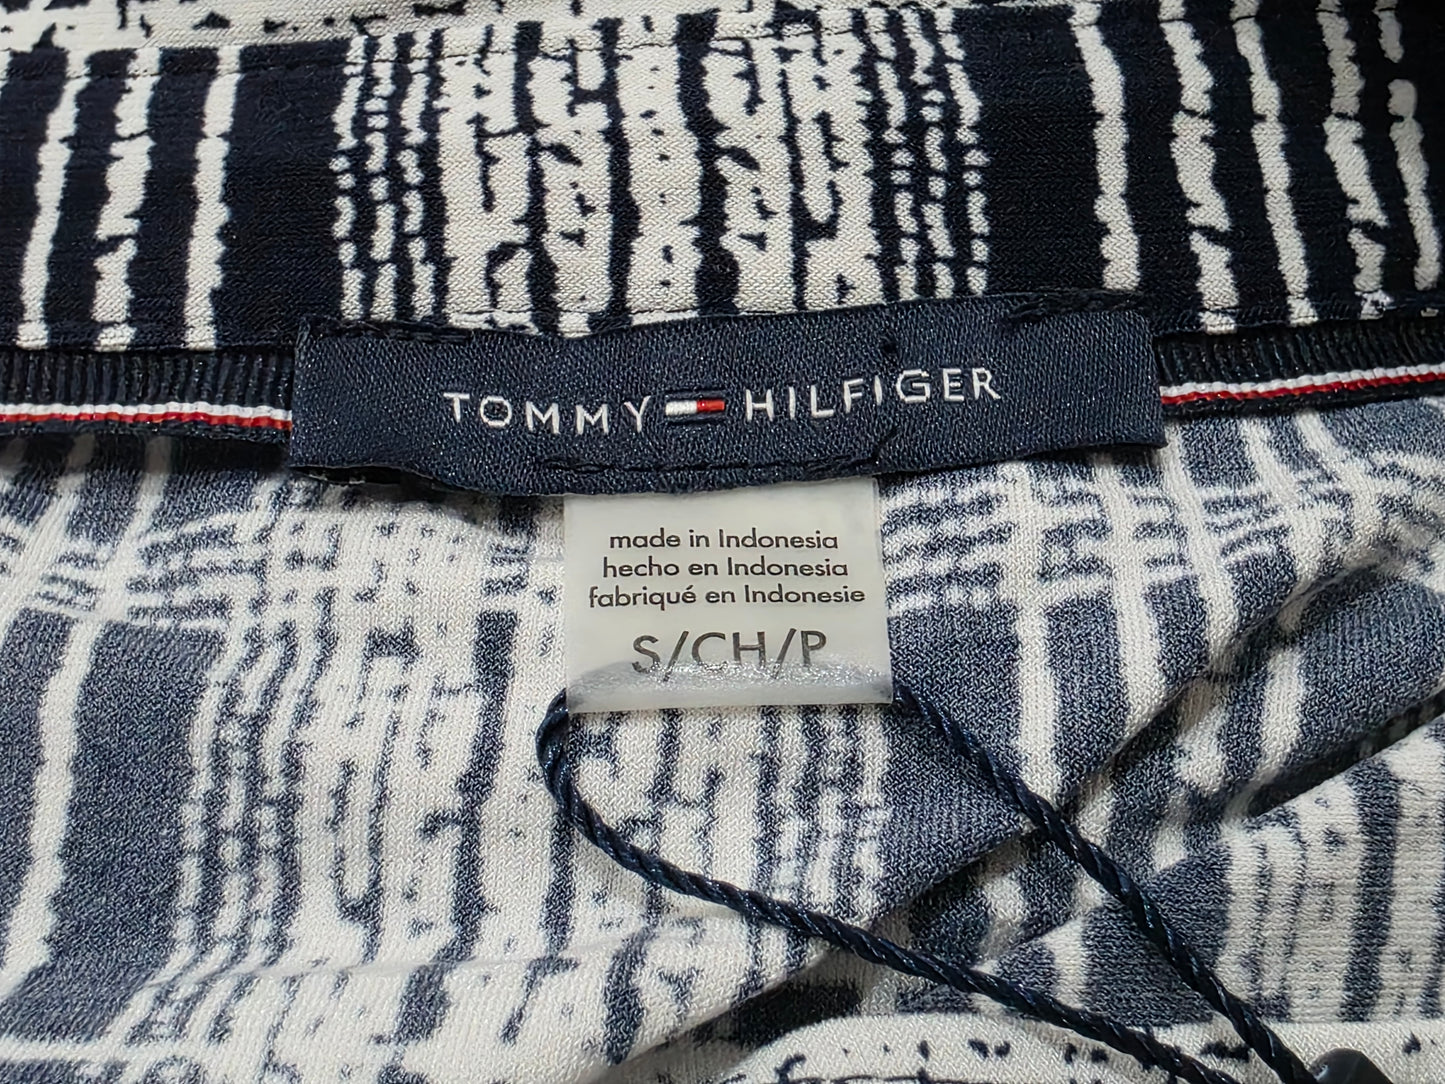 TOMMY HILFIGER
made in Indonesia
hecho en Indonesia
fabriqué en Indonesie
S/CH/P